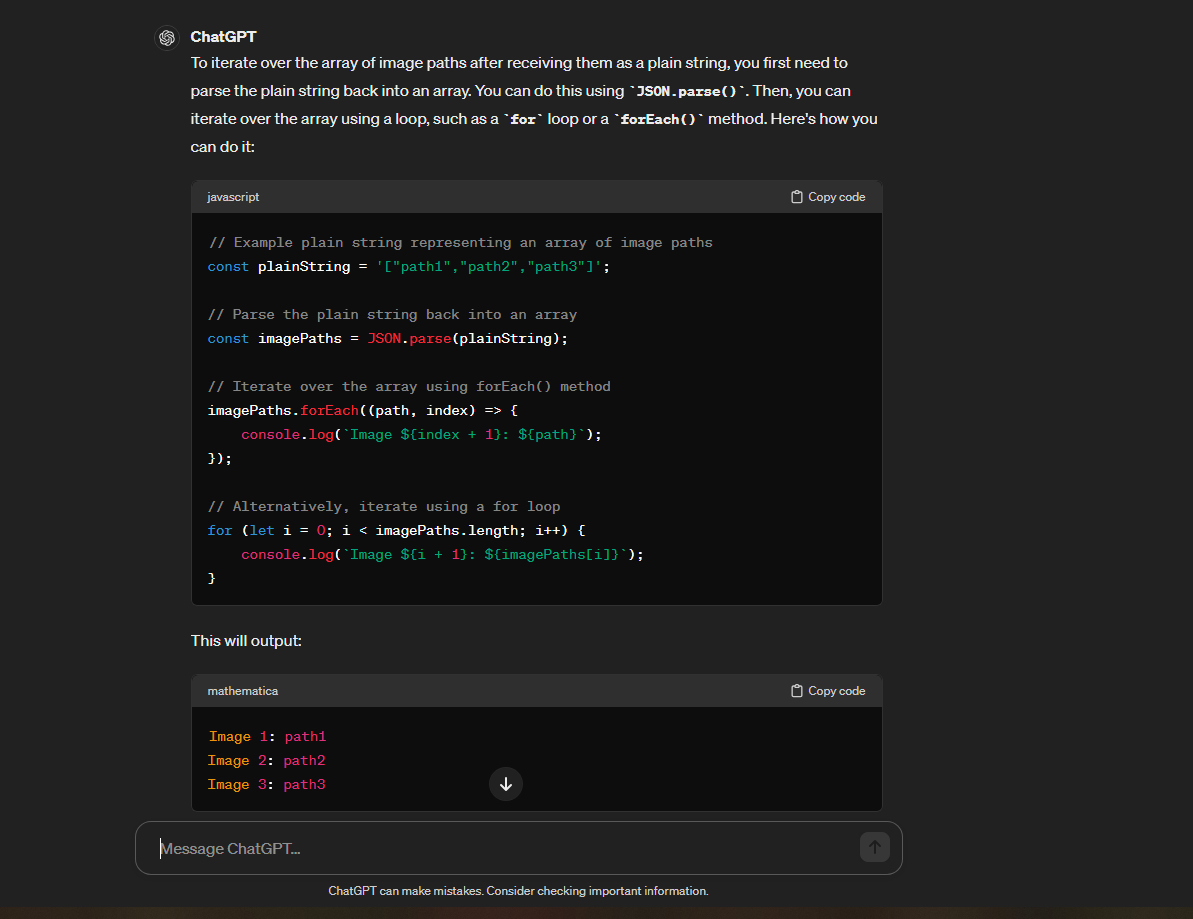 ChatGPT
To iterate over the array of image paths after receiving them as a plain string, you first need to
parse the plain string back into an array. You can do this using `JSON.parse()`. Then, you can
iterate over the array using a loop, such as a `for` loop or a `forEach()` method. Here's how you
can do it:
javascript
Copy code
// Example plain string representing an array of image paths
const plainString = '["path1","path2","path3"]';
// Parse the plain string back into an array
const imagePaths = JSON.parse(plainString);
// Iterate over the array using forEach() method
imagePaths.forEach((path, index) => {
    console.log(`Image ${index + 1}: ${path}`);
});
// Alternatively, iterate using a for loop
for (let i = 0; i < imagePaths.length; i++) {
    console.log(`Image ${i + 1}: ${imagePaths[i]}`);
}
This will output:
mathematica
Copy code
Image 1: path1
Image 2: path2
Image 3: path3
Message ChatGPT...
ChatGPT can make mistakes. Consider checking important information.